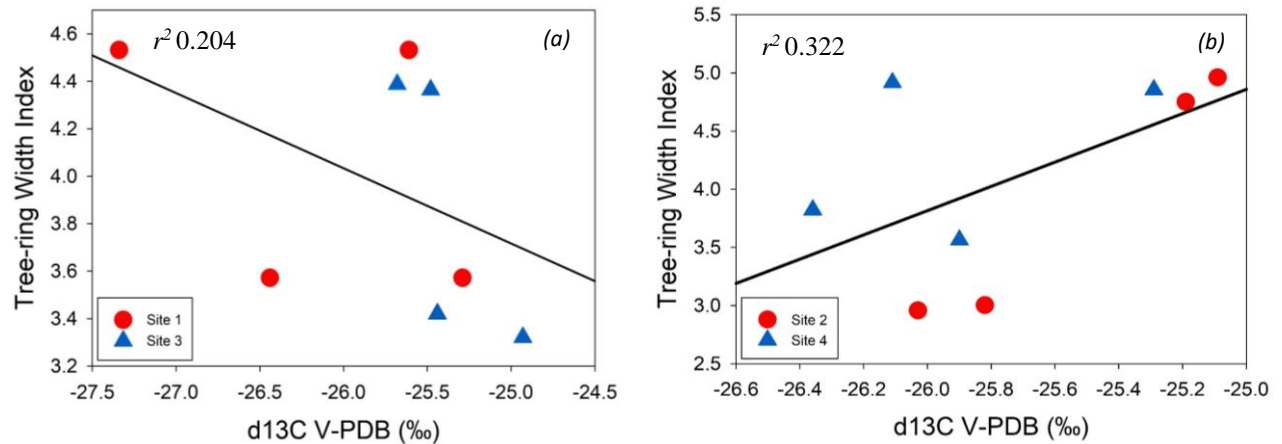 r² 0.204
(a)
Tree-ring Width Index
4.6
4.4
4.2
4.0
3.8
3.6
3.4
3.2
Site 1
Site 3
-27.5 -27.0 -26.5 -26.0 -25.5 -25.0 -24.5
d13C V-PDB (‰)
r² 0.322
(b)
Tree-ring Width Index
5.5
5.0
4.5
4.0
3.5
3.0
2.5
Site 2
Site 4
-26.6 -26.4 -26.2 -26.0 -25.8 -25.6 -25.4 -25.2 -25.0
d13C V-PDB (‰)